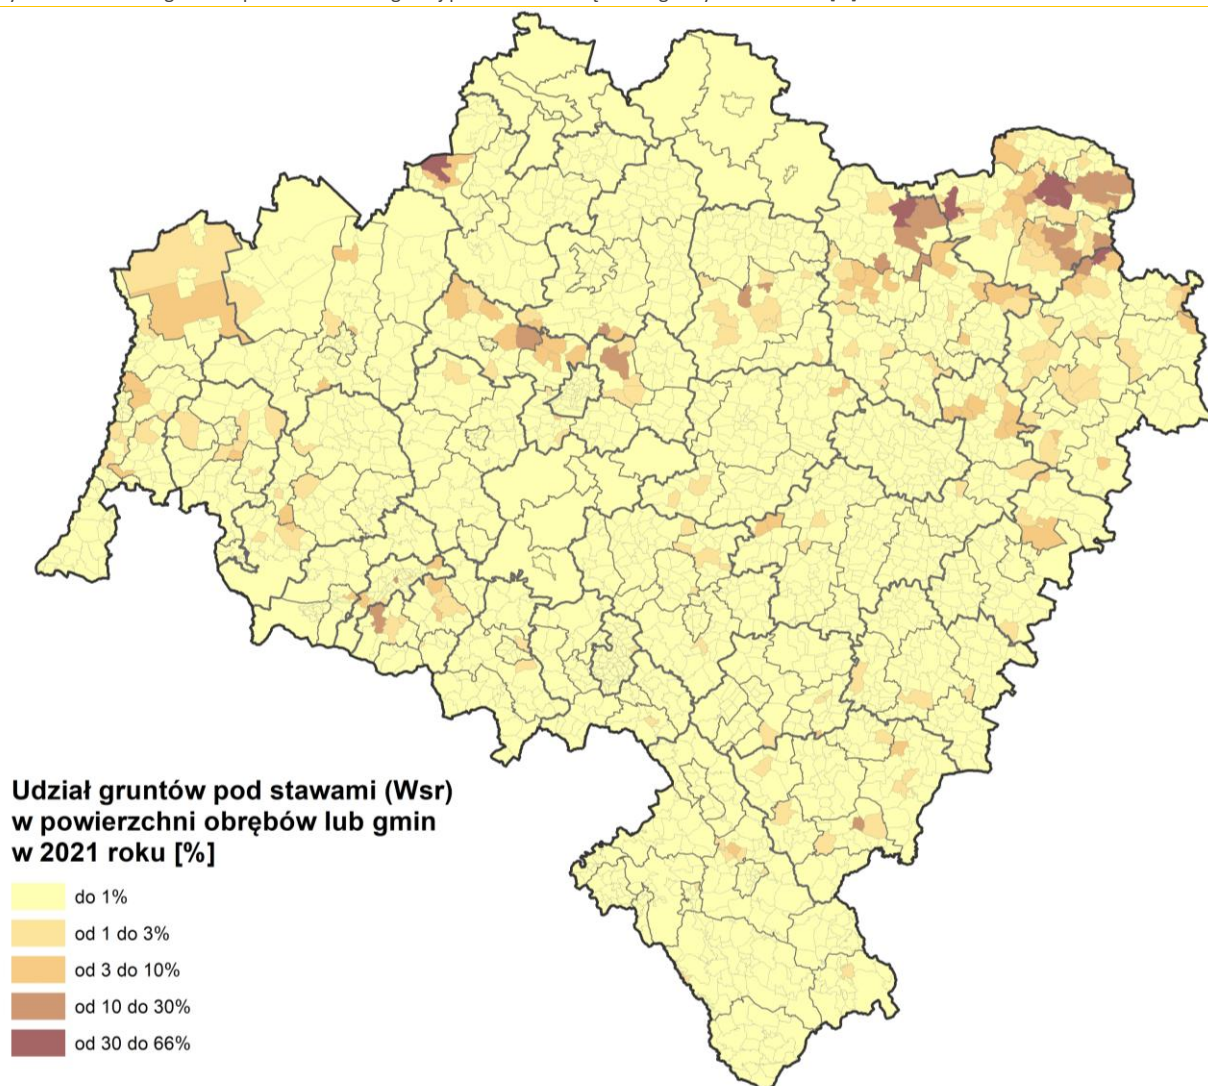 Udział gruntów pod stawami (Wsr)
w powierzchni obrębów lub gmin
w 2021 roku [%]
do 1%
od 1 do 3%
od 3 do 10%
od 10 do 30%
od 30 do 66%